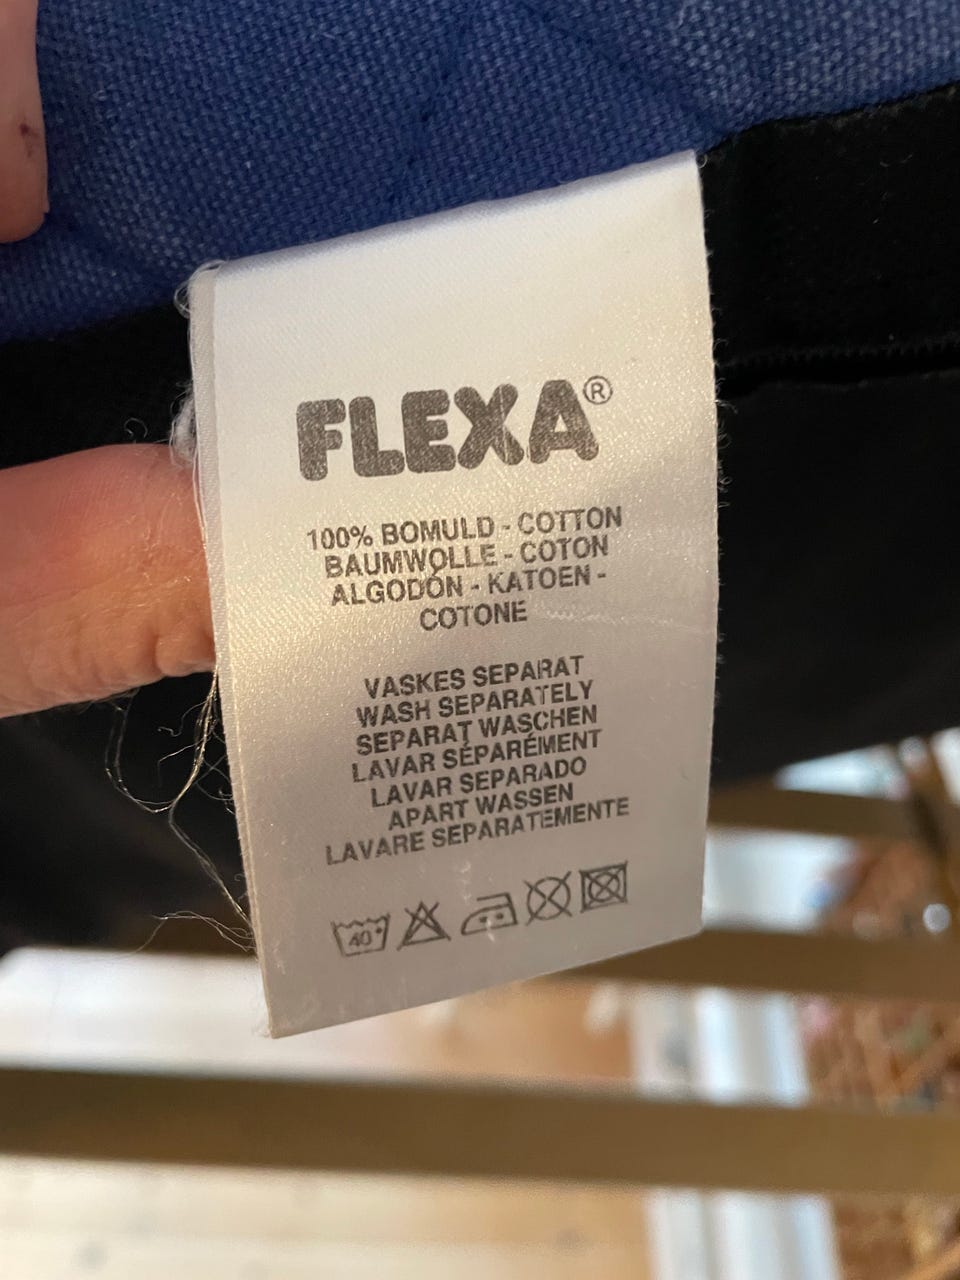 FLEXA®
100% BOMULD - COTTON
BAUMWOLLE - COTON
ALGODÓN - KATOEN -
COTONE
VASKES SEPARAT
WASH SEPARATELY
SEPARAT WASCHEN
LAVAR SÉPARÉIMENT
LAVAR SEPARADO
APART WASSEN
LAVARE SEPARATEMENTE
40°